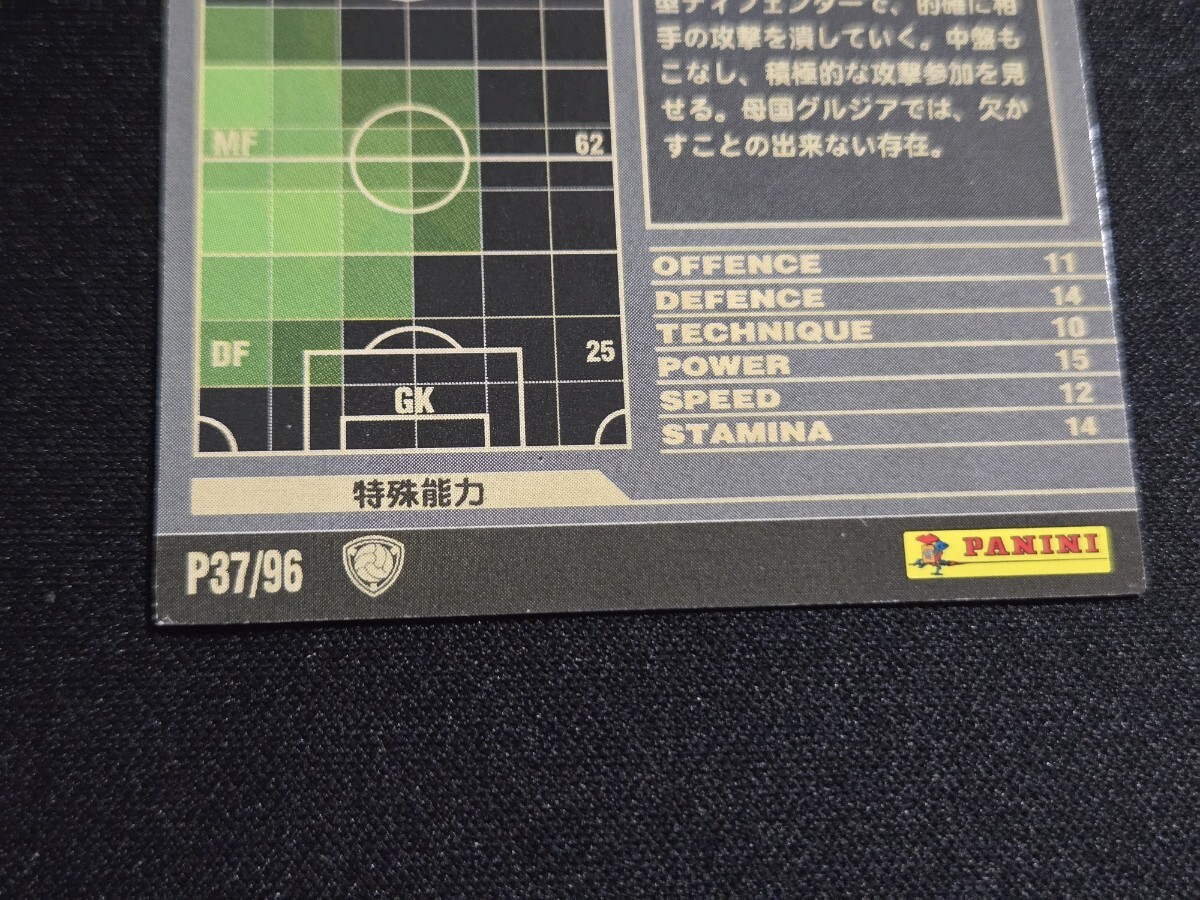 型ディフェンダーで、的確に相
手の攻撃を潰していく。中盤も
こなし、積極的な攻撃参加を見
せる。母国グルジアでは、欠か
すことの出来ない存在。
MF 62
DF 25
GK
OFFENCE 11
DEFENCE 14
TECHNIQUE 10
POWER 15
SPEED 12
STAMINA 14
特殊能力
P37/96
PANINI